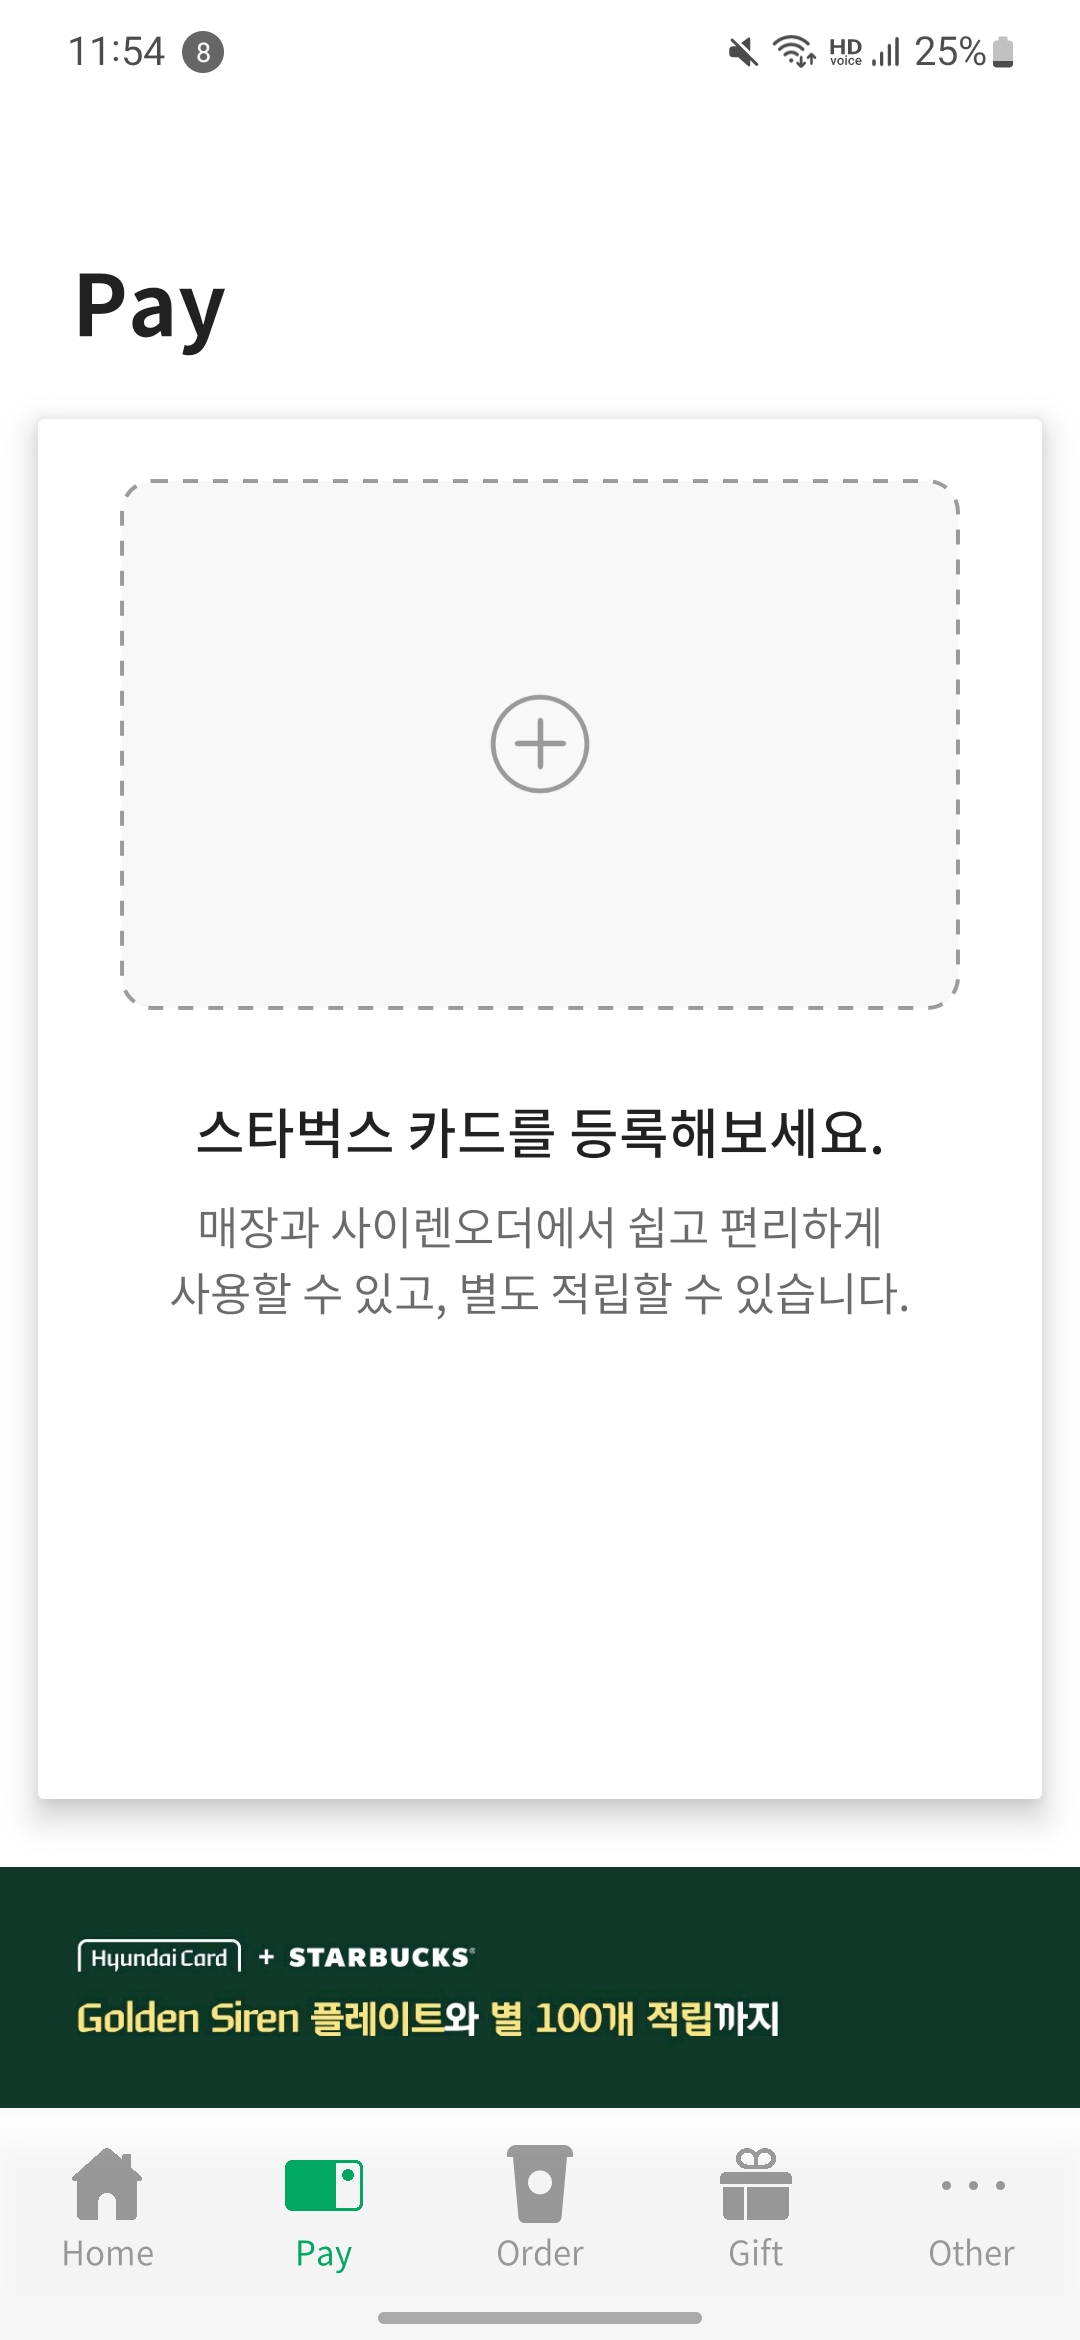 11:54 8 HD voice 25%
Pay
스타벅스 카드를 등록해보세요.
매장과 사이렌오더에서 쉽고 편리하게
사용할 수 있고, 별도 적립할 수 있습니다.
Hyundai Card + STARBUCKS
Golden Siren 플레이트와 별 100개 적립까지
Home Pay Order Gift Other